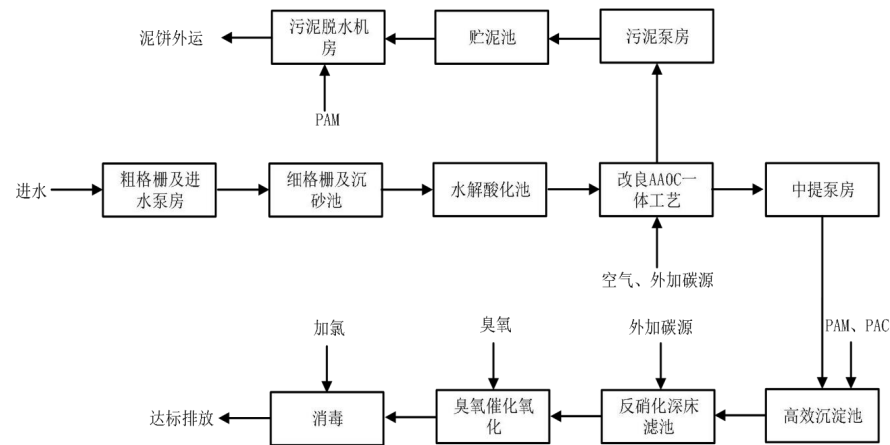 泥饼外运
污泥脱水机
房
贮泥池
污泥泵房
PAM
进水
粗格栅及进
水泵房
细格栅及沉
砂池
水解酸化池
改良AAOC一
体工艺
中提泵房
空气、外加碳源
加氯
臭氧
外加碳源
PAM、PAC
达标排放
消毒
臭氧催化氧
化
反硝化深床
滤池
高效沉淀池